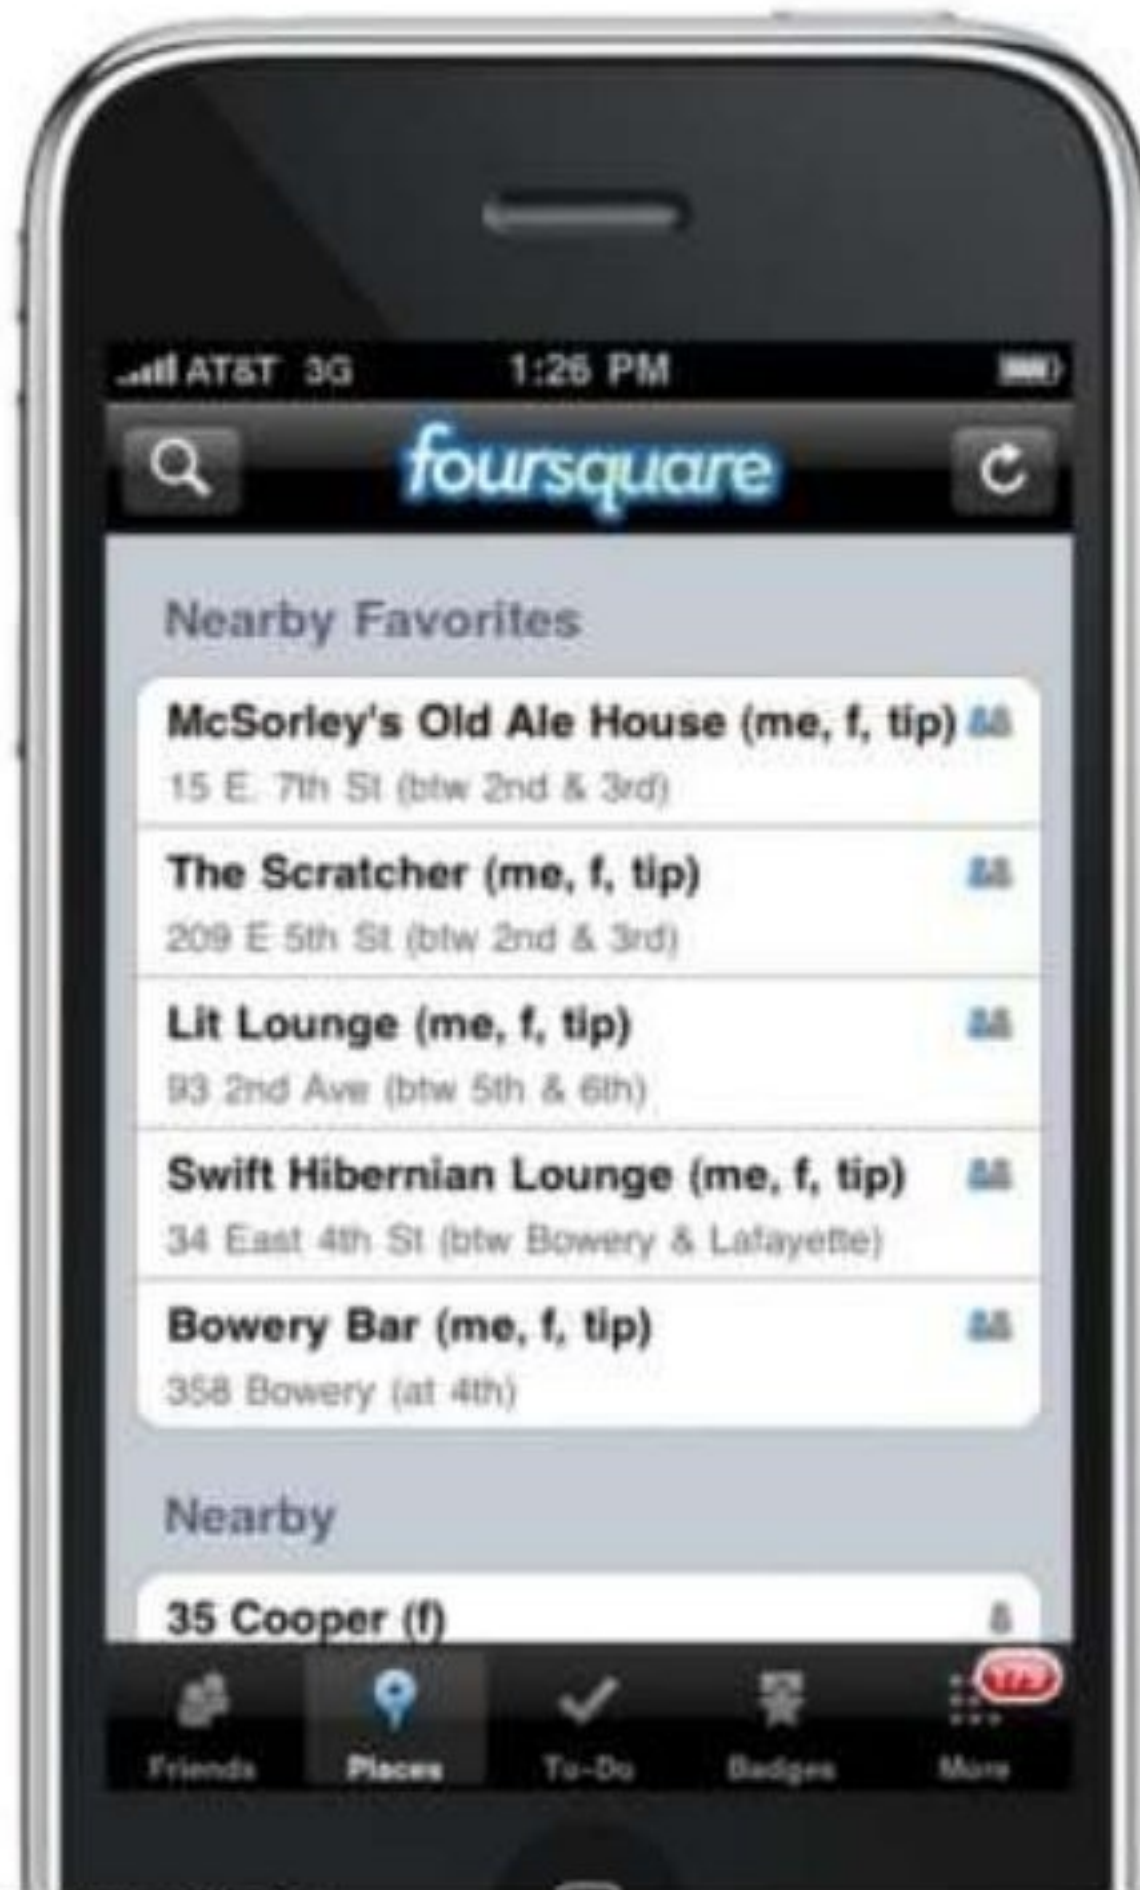 AT&T 3G 1:26 PM
foursquare
Nearby Favorites
McSorley's Old Ale House (me, f, tip)
15 E. 7th St (btw 2nd & 3rd)
The Scratcher (me, f, tip)
209 E 5th St (btw 2nd & 3rd)
Lit Lounge (me, f, tip)
93 2nd Ave (btw 5th & 6th)
Swift Hibernian Lounge (me, f, tip)
34 East 4th St (btw Bowery & Lafayette)
Bowery Bar (me, f, tip)
358 Bowery (at 4th)
Nearby
35 Cooper (f)
Friends Places To-Do Badges More